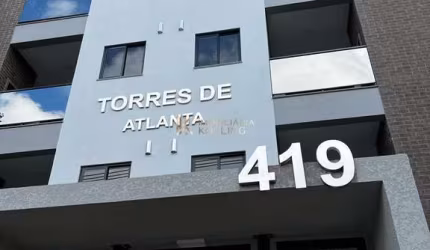 TORRES DE
ATLANTA
419